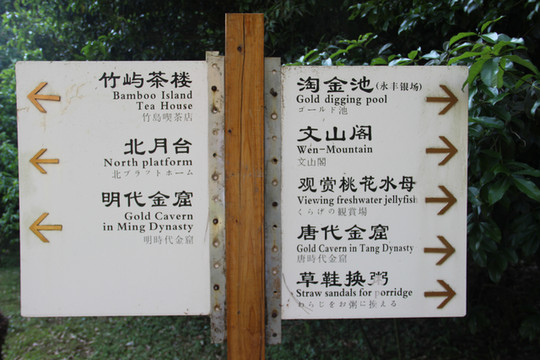 竹屿茶楼
Bamboo Island
Tea House
竹島喫茶店
北月台
North platform
北プラットホーム
明代金窟
Gold Cavern
in Ming Dynasty
明時代金窟
淘金池(永丰银场)
Gold digging pool
ゴールド池
文山阁
Wen-Mountain
文山閣
观赏桃花水母
Viewing freshwater jellyfish
くらげの観賞場
唐代金窟
Gold Cavern in Tang Dynasty
唐時代金窟
草鞋换粥
Straw sandals for porridge
わらじをお粥に換える